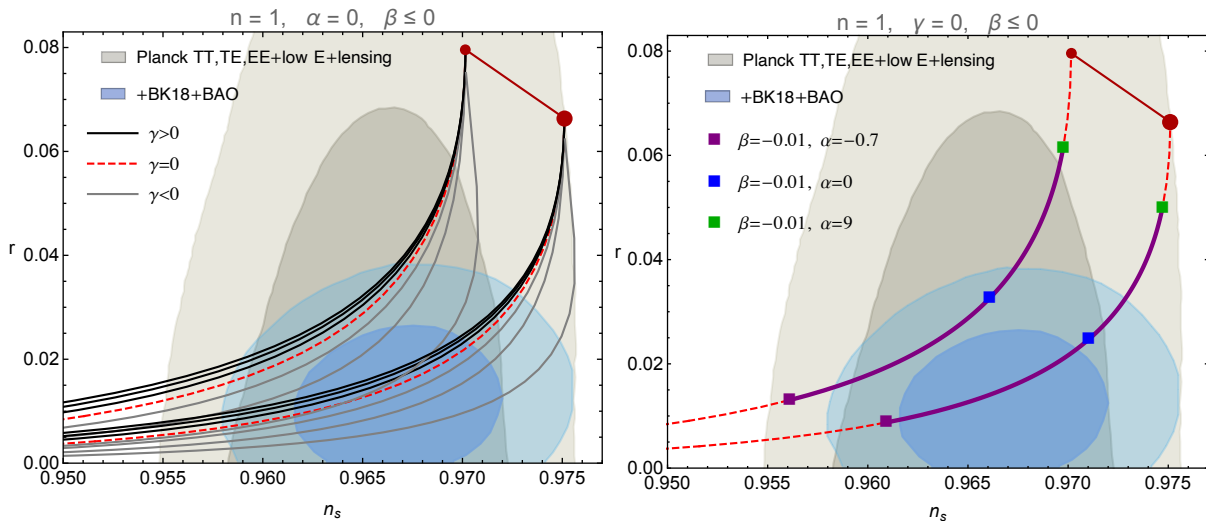 n = 1, α = 0, β ≤ 0
Planck TT,TE,EE+low E+lensing
+BK18+BAO
γ>0
γ=0
γ<0
r
0.08
0.06
0.04
0.02
0.00
0.950 0.955 0.960 0.965 0.970 0.975
n_s
n = 1, γ = 0, β ≤ 0
Planck TT,TE,EE+low E+lensing
+BK18+BAO
β=-0.01, α=-0.7
β=-0.01, α=0
β=-0.01, α=9
r
0.08
0.06
0.04
0.02
0.00
0.950 0.955 0.960 0.965 0.970 0.975
n_s